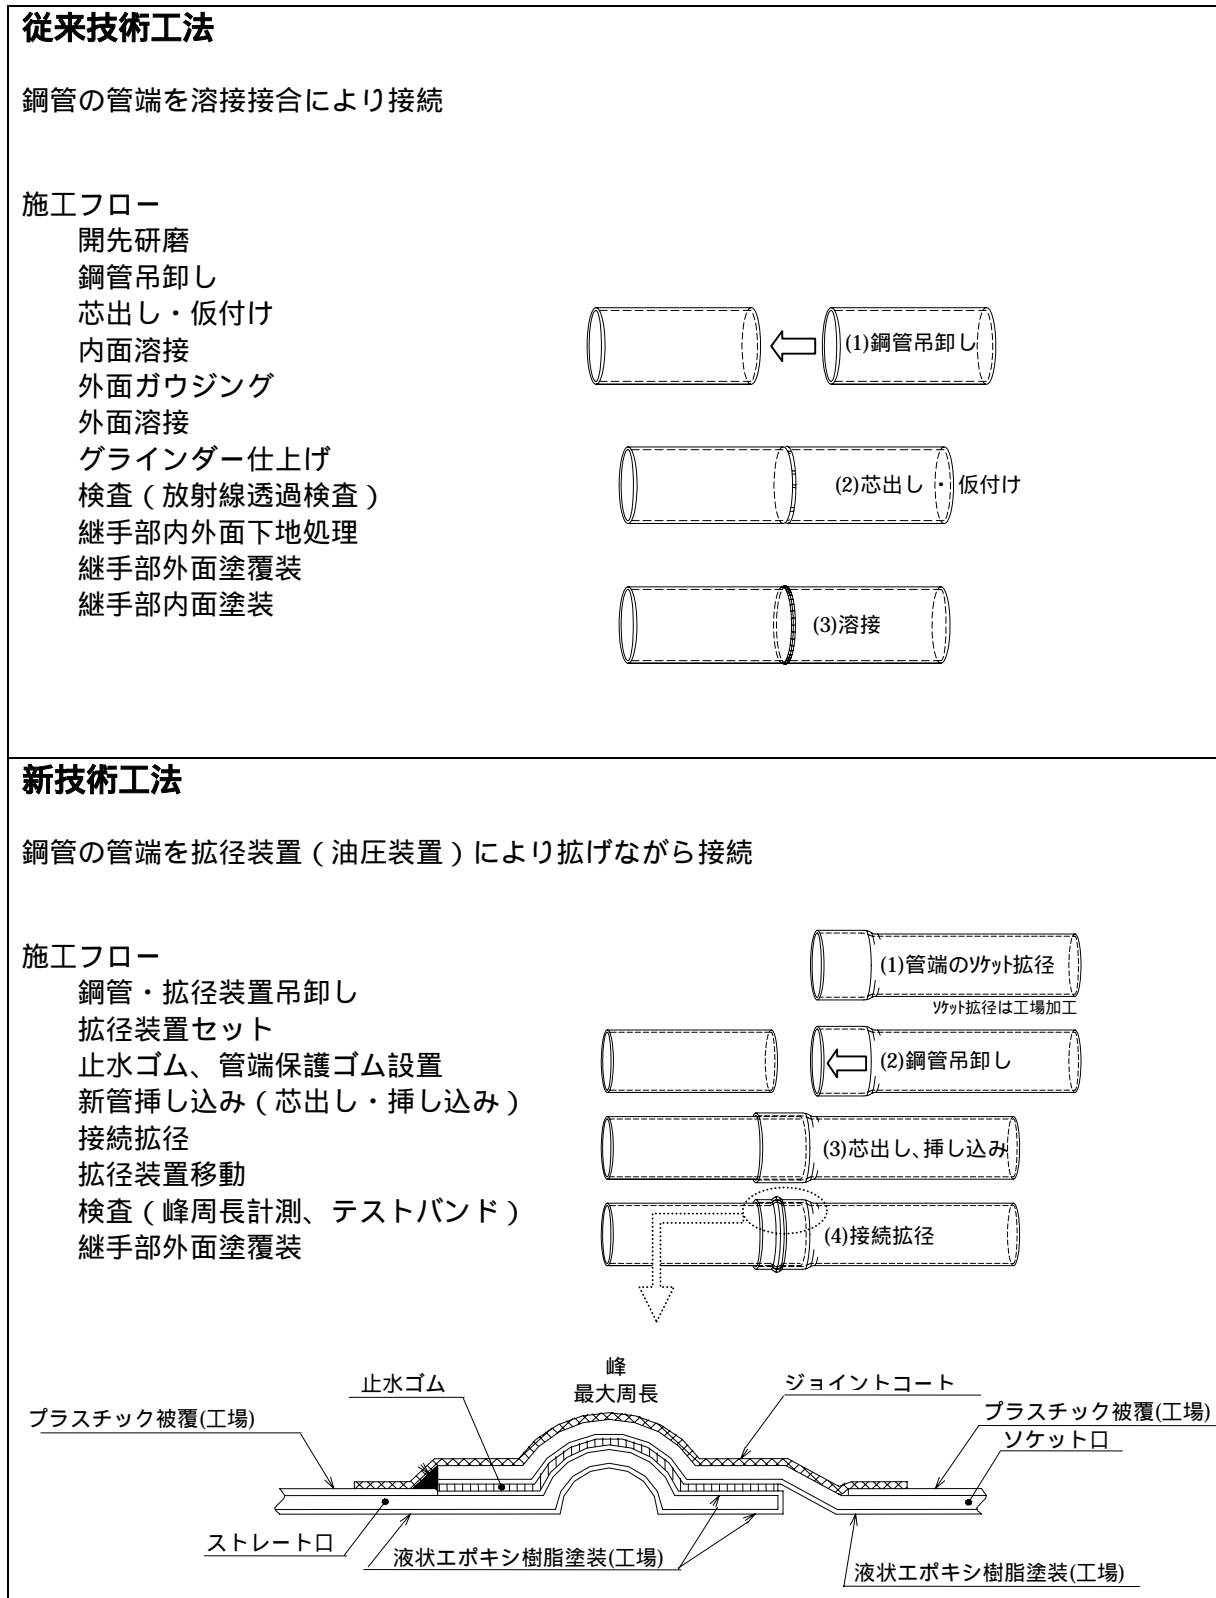 従来技術工法
鋼管の管端を溶接接合により接続
施工フロー
開先研磨
鋼管吊卸し
芯出し・仮付け
内面溶接
外面ガウジング
外面溶接
グラインダー仕上げ
検査（放射線透過検査）
継手部内外面下地処理
継手部外面塗覆装
継手部内面塗装
(1)鋼管吊卸し
(2)芯出し・仮付け
(3)溶接
新技術工法
鋼管の管端を拡径装置（油圧装置）により拡げながら接続
施工フロー
鋼管・拡径装置吊卸し
拡径装置セット
止水ゴム、管端保護ゴム設置
新管挿し込み（芯出し・挿し込み）
接続拡径
拡径装置移動
検査（峰周長計測、テストバンド）
継手部外面塗覆装
(1)管端のｿｹｯﾄ拡径
ｿｹｯﾄ拡径は工場加工
(2)鋼管吊卸し
(3)芯出し、挿し込み
(4)接続拡径
峰
最大周長
止水ゴム
ジョイントコート
プラスチック被覆(工場)
プラスチック被覆(工場)
ソケット口
ストレート口
液状エポキシ樹脂塗装(工場)
液状エポキシ樹脂塗装(工場)